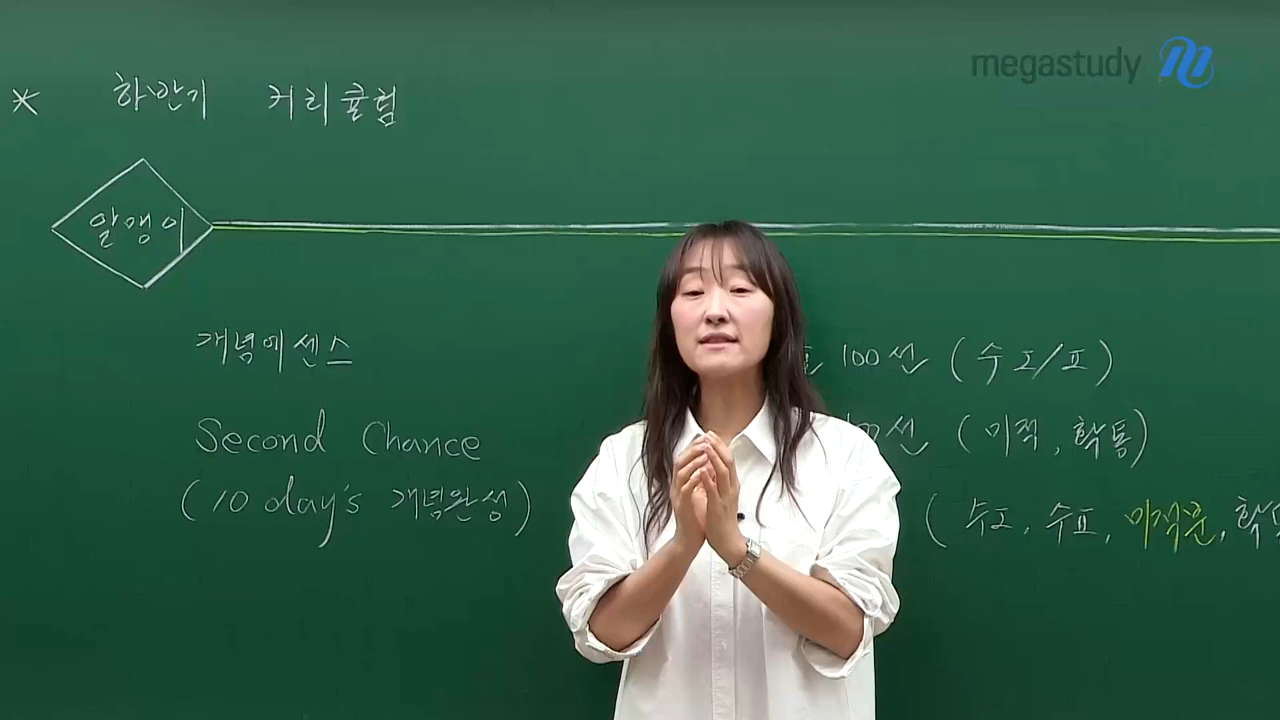 megastudy
* 하반기 커리큘럼
알맹이
개념에센스
100선 (수I/II)
Second Chance
(미적, 확통)
(10 day's 개념완성)
(수I, 수II, 미적분,